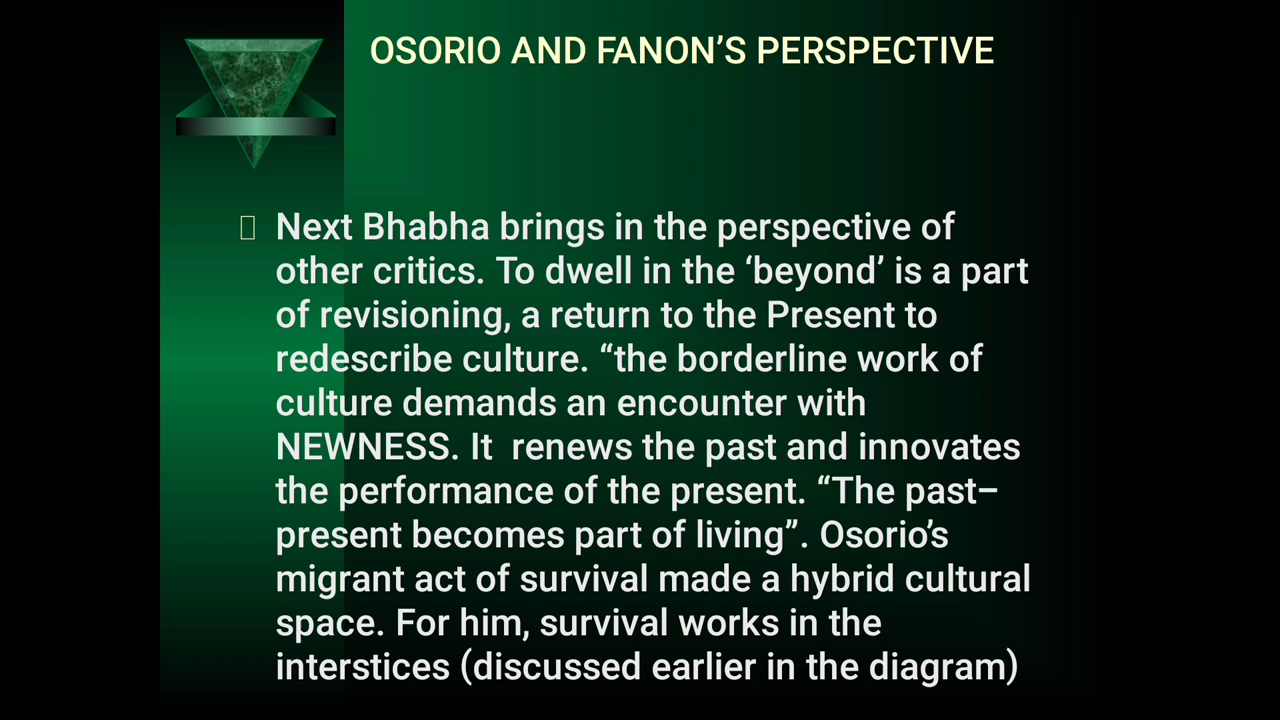 OSORIO AND FANON’S PERSPECTIVE
Next Bhabha brings in the perspective of
other critics. To dwell in the ‘beyond’ is a part
of revisioning, a return to the Present to
redescribe culture. “the borderline work of
culture demands an encounter with
NEWNESS. It  renews the past and innovates
the performance of the present. “The past–
present becomes part of living”. Osorio’s
migrant act of survival made a hybrid cultural
space. For him, survival works in the
interstices (discussed earlier in the diagram)